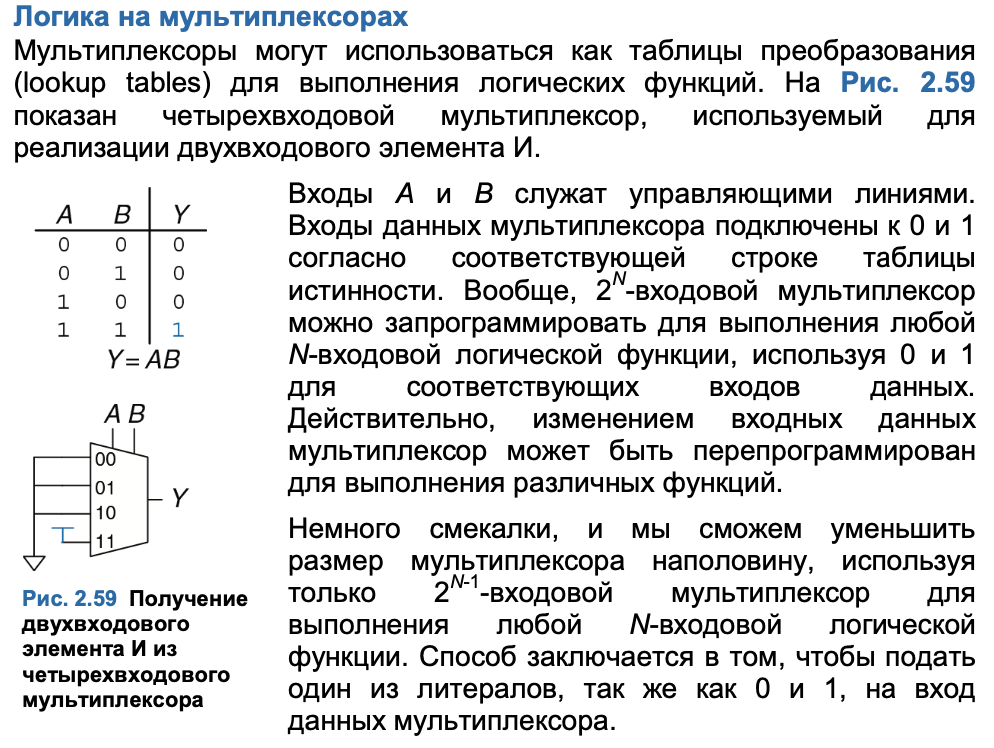 Логика на мультиплексорах
Мультиплексоры могут использоваться как таблицы преобразования
(lookup tables) для выполнения логических функций. На Рис. 2.59
показан четырехвходовой мультиплексор, используемый для
реализации двухвходового элемента И.
A B Y
0 0 0
0 1 0
1 0 0
1 1 1
Y = AB
A B
00
01
10
11
Y
Рис. 2.59 Получение
двухвходового
элемента И из
четырехвходового
мультиплексора
Входы A и B служат управляющими линиями.
Входы данных мультиплексора подключены к 0 и 1
согласно соответствующей строке таблицы
истинности. Вообще, 2^N-входовой мультиплексор
можно запрограммировать для выполнения любой
N-входовой логической функции, используя 0 и 1
для соответствующих входов данных.
Действительно, изменением входных данных
мультиплексор может быть перепрограммирован
для выполнения различных функций.
Немного смекалки, и мы сможем уменьшить
размер мультиплексора наполовину, используя
только 2^N-1-входовой мультиплексор для
выполнения любой N-входовой логической
функции. Способ заключается в том, чтобы подать
один из литералов, так же как 0 и 1, на вход
данных мультиплексора.